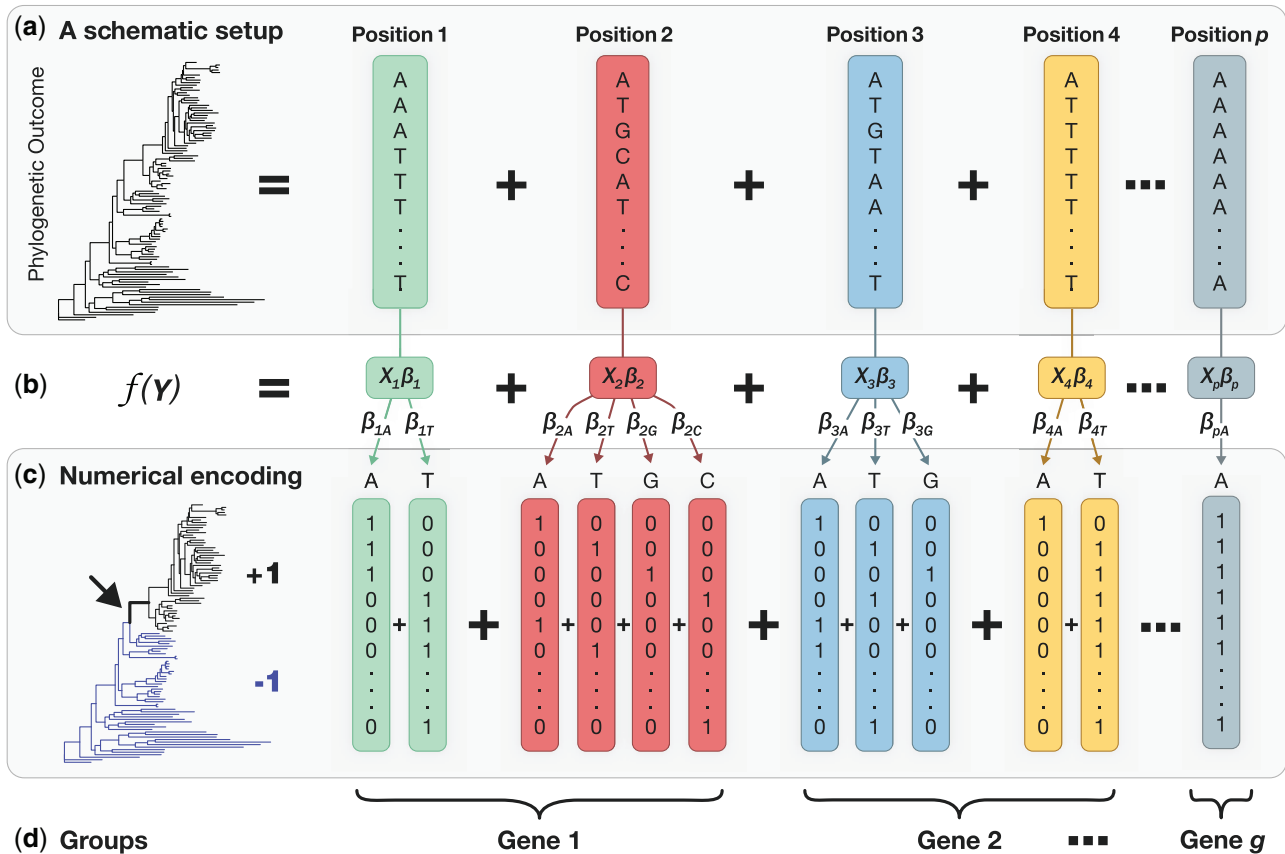 (a) A schematic setup
Position 1 Position 2 Position 3 Position 4 Position p
Phylogenetic Outcome
A A A A A
A T T T A
A G G T A
= T + C + T + T ... A
T A A T A
T T A T A
. . . . .
. . . . .
. . . . .
T C T T A
(b) f(Y) = X₁β₁ + X₂β₂ + X₃β₃ + X₄β₄ ... Xₚβₚ
β1A β1T β2A β2T β2G β2C β3A β3T β3G β4A β4T βpA
(c) Numerical encoding
A T A T G C A T G A T A
1 0 1 0 0 0 1 0 0 1 0 1
1 0 0 1 0 0 0 1 0 0 1 1
+1 1 0 0 0 1 0 0 0 1 0 1 1
0 1 0 0 0 1 0 1 0 0 1 1
0 + 1 + 1 + 0 + 0 + 0 + 1 + 0 + 0 + 0 + 1 ... 1
0 1 0 1 0 0 1 0 0 0 1 1
-1 . . . . . . . . . . . .
. . . . . . . . . . . .
0 1 0 0 0 1 0 1 0 0 1 1
(d) Groups Gene 1 Gene 2 ... Gene g